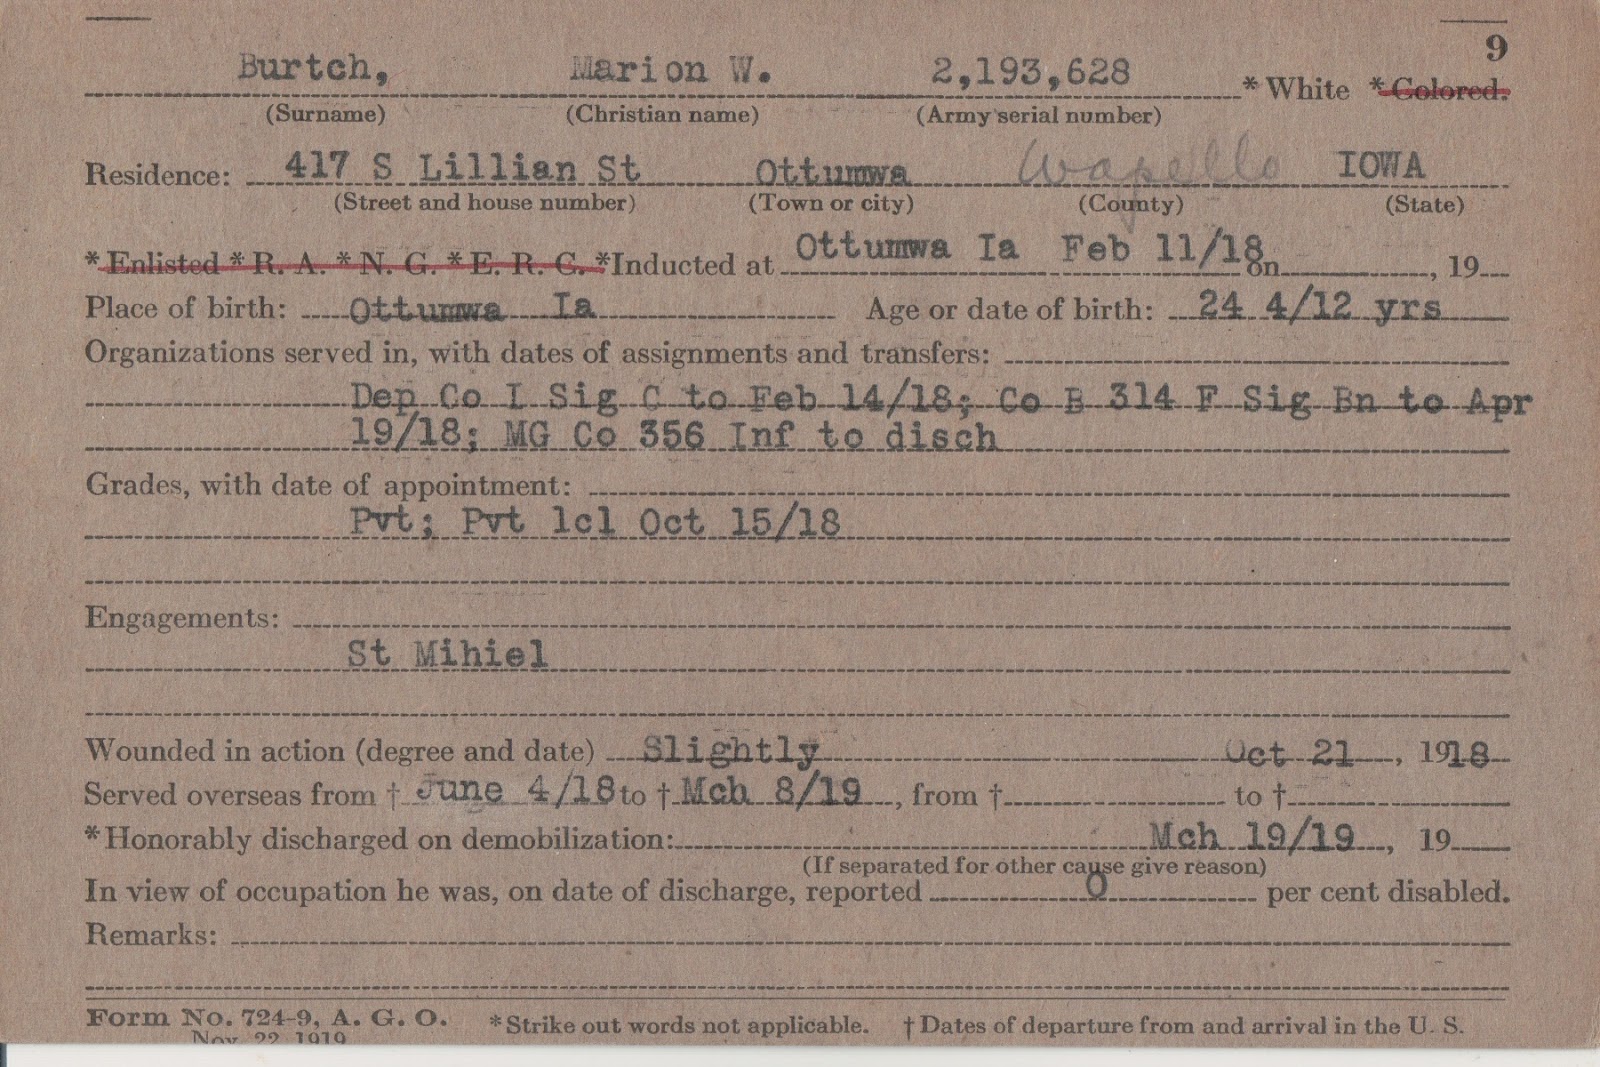 9
Burtch, Marion W. 2,193,628 * White * Colored.
(Surname) (Christian name) (Army serial number)
Residence: 417 S Lillian St Ottumwa Wapello IOWA
(Street and house number) (Town or city) (County) (State)
* Enlisted * R. A. * N. G. * E. R. C. *Inducted at Ottumwa Ia Feb 11/18 on , 19
Place of birth: Ottumwa Ia Age or date of birth: 24 4/12 yrs
Organizations served in, with dates of assignments and transfers:
Dep Co I Sig C to Feb 14/18; Co B 314 F Sig Bn to Apr
19/18; MG Co 356 Inf to disch
Grades, with date of appointment:
Pvt; Pvt 1cl Oct 15/18
Engagements:
St Mihiel
Wounded in action (degree and date) Slightly Oct 21, 1918
Served overseas from † June 4/18 to † Mch 8/19, from † to †
*Honorably discharged on demobilization: Mch 19/19, 19
(If separated for other cause give reason)
In view of occupation he was, on date of discharge, reported 0 per cent disabled.
Remarks:
Form No. 724-9, A. G. O. *Strike out words not applicable. †Dates of departure from and arrival in the U. S.
Nov. 22, 1919